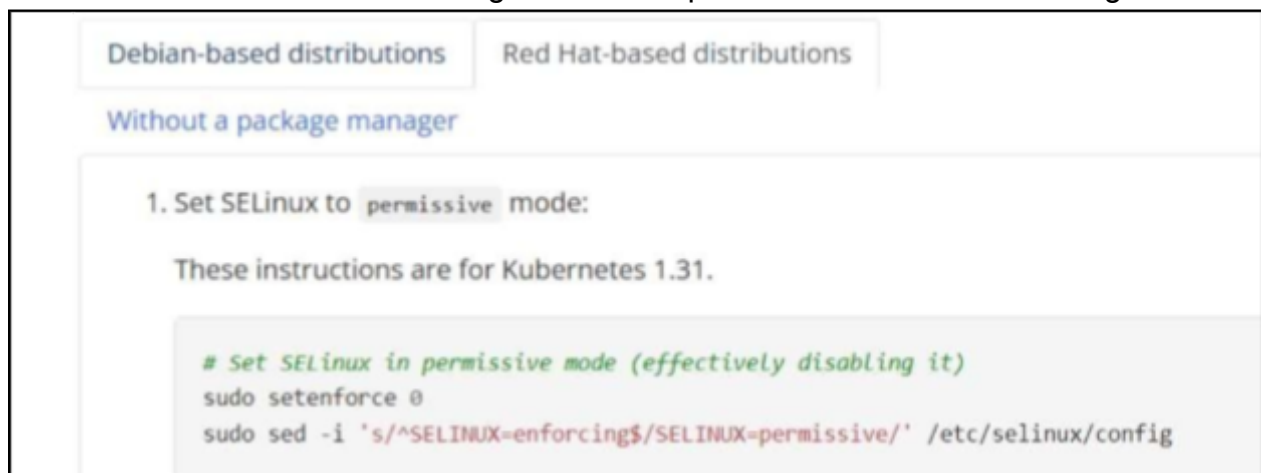 Debian-based distributions Red Hat-based distributions
Without a package manager
1. Set SELinux to permissive mode:
These instructions are for Kubernetes 1.31.
# Set SELinux in permissive mode (effectively disabling it)
sudo setenforce 0
sudo sed -i 's/^SELINUX=enforcing$/SELINUX=permissive/' /etc/selinux/config